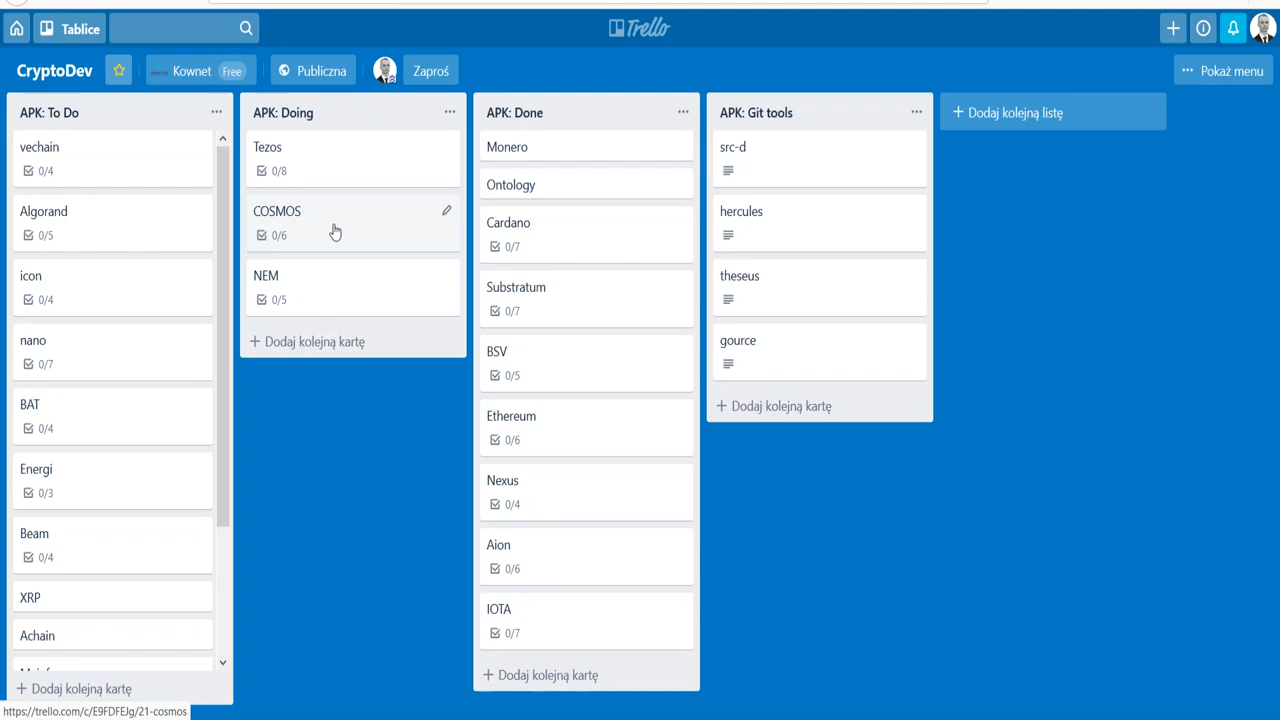 Tablice
Trello
CryptoDev
Kownet Free
Publiczna
Zaproś
Pokaż menu
APK: To Do
vechain
0/4
Algorand
0/5
icon
0/4
nano
0/7
BAT
0/4
Energi
0/3
Beam
0/4
XRP
Achain
Dodaj kolejną kartę
APK: Doing
Tezos
0/8
COSMOS
0/6
NEM
0/5
Dodaj kolejną kartę
APK: Done
Monero
Ontology
Cardano
0/7
Substratum
0/7
BSV
0/5
Ethereum
0/6
Nexus
0/4
Aion
0/6
IOTA
0/7
Dodaj kolejną kartę
APK: Git tools
src-d
hercules
theseus
gource
Dodaj kolejną kartę
Dodaj kolejną listę
https://trello.com/c/E9FDFEJg/21-cosmos